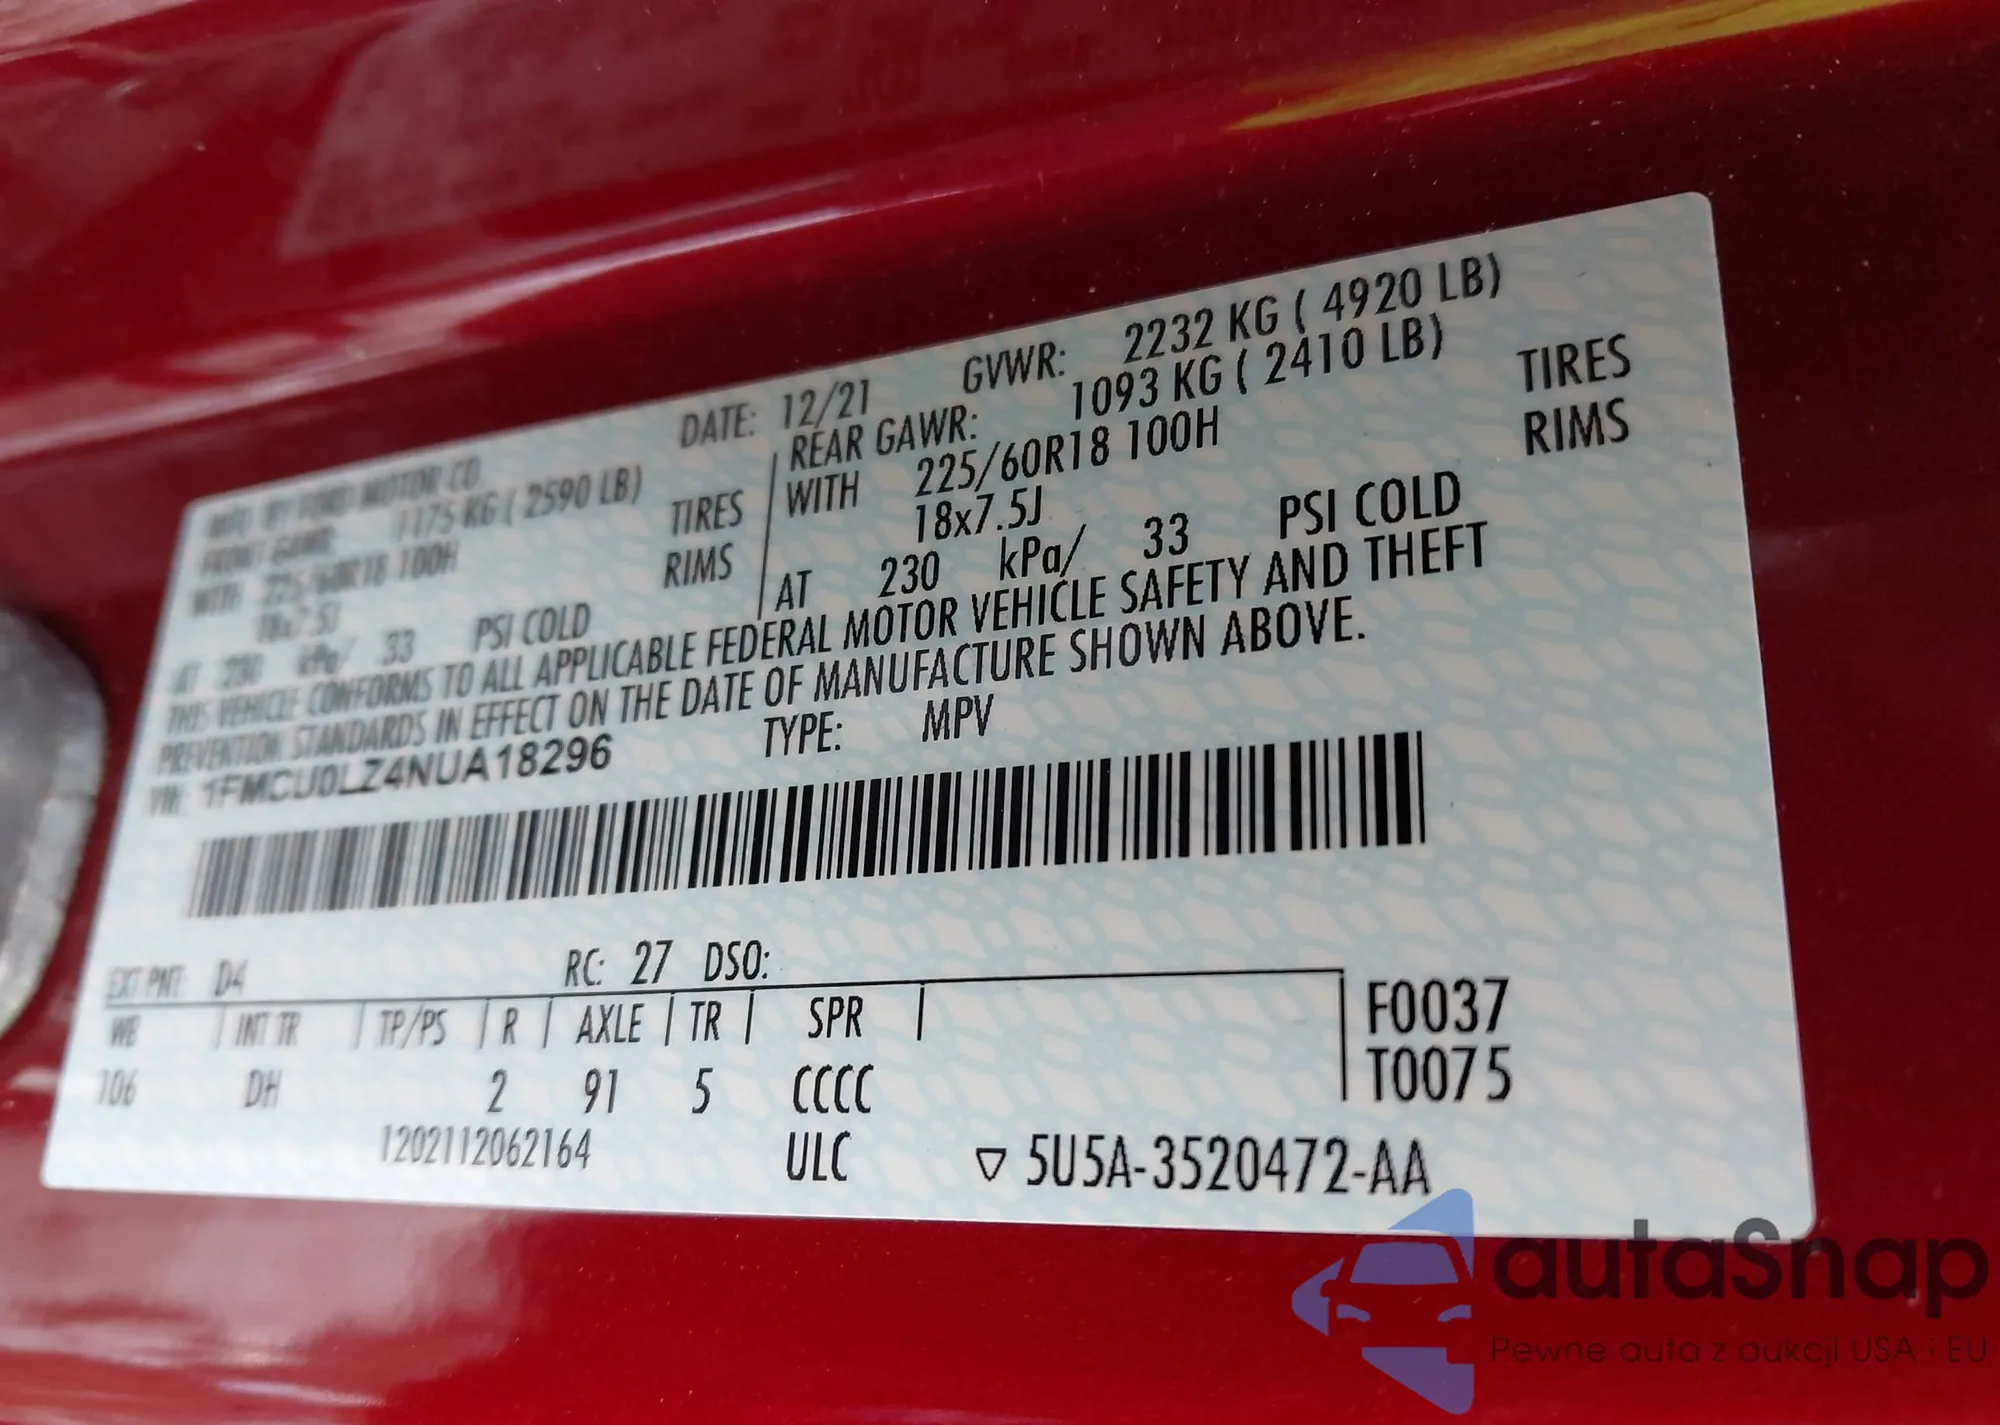 MFD. BY FORD MOTOR CO. DATE: 12/21 GVWR: 2232 KG ( 4920 LB)
FRONT GAWR: 1175 KG ( 2590 LB) REAR GAWR: 1093 KG ( 2410 LB)
WITH 225/60R18 100H TIRES WITH 225/60R18 100H TIRES
18x7.5J RIMS 18x7.5J RIMS
AT 230 kPa/ 33 PSI COLD AT 230 kPa/ 33 PSI COLD
THIS VEHICLE CONFORMS TO ALL APPLICABLE FEDERAL MOTOR VEHICLE SAFETY AND THEFT
PREVENTION STANDARDS IN EFFECT ON THE DATE OF MANUFACTURE SHOWN ABOVE.
VIN: 1FMCU0LZ4NUA18296 TYPE: MPV
EXT PNT: D4 RC: 27 DSO:
WB INT TR TP/PS R AXLE TR SPR F0037
106 DH 2 91 5 CCCC T0075
1202112062164 ULC ▽ 5U5A-3520472-AA
autaSnap
Pewne auta z aukcji USA i EU